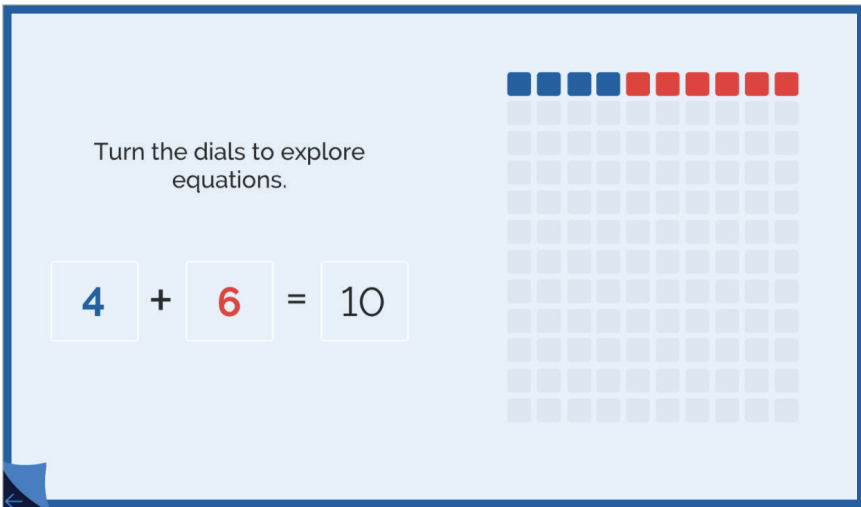 Turn the dials to explore
equations.
4 + 6 = 10